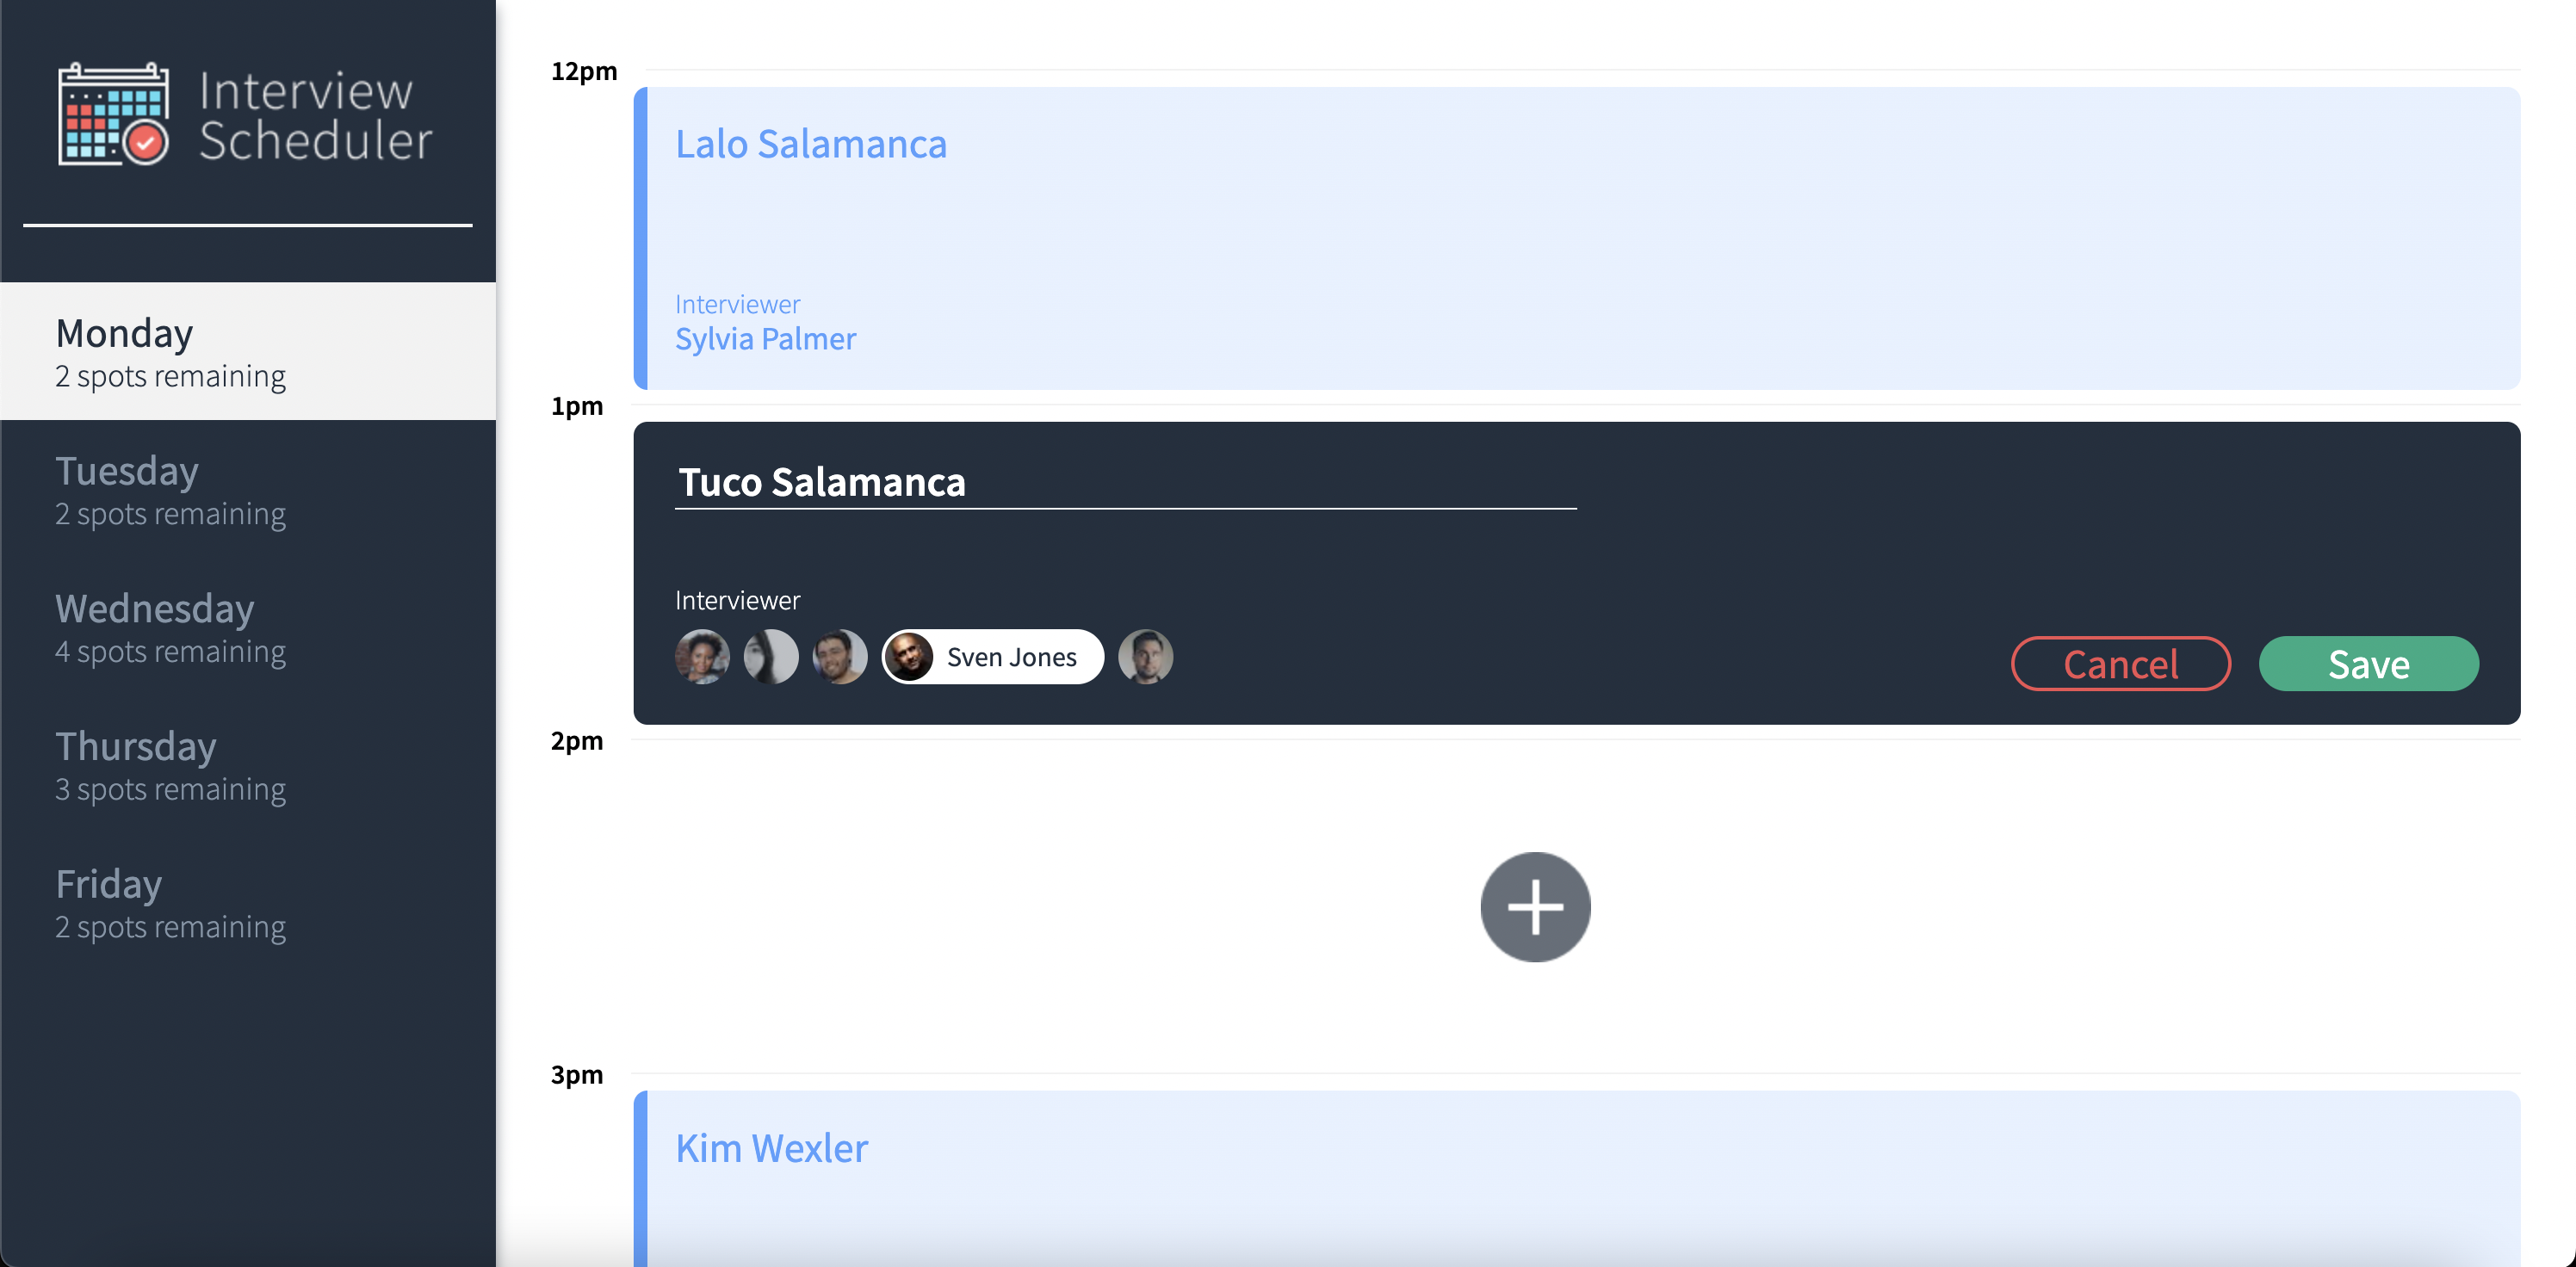 Interview
Scheduler
Monday
2 spots remaining
Tuesday
2 spots remaining
Wednesday
4 spots remaining
Thursday
3 spots remaining
Friday
2 spots remaining
12pm
Lalo Salamanca
Interviewer
Sylvia Palmer
1pm
Tuco Salamanca
Interviewer
Sven Jones
Cancel
Save
2pm
3pm
Kim Wexler